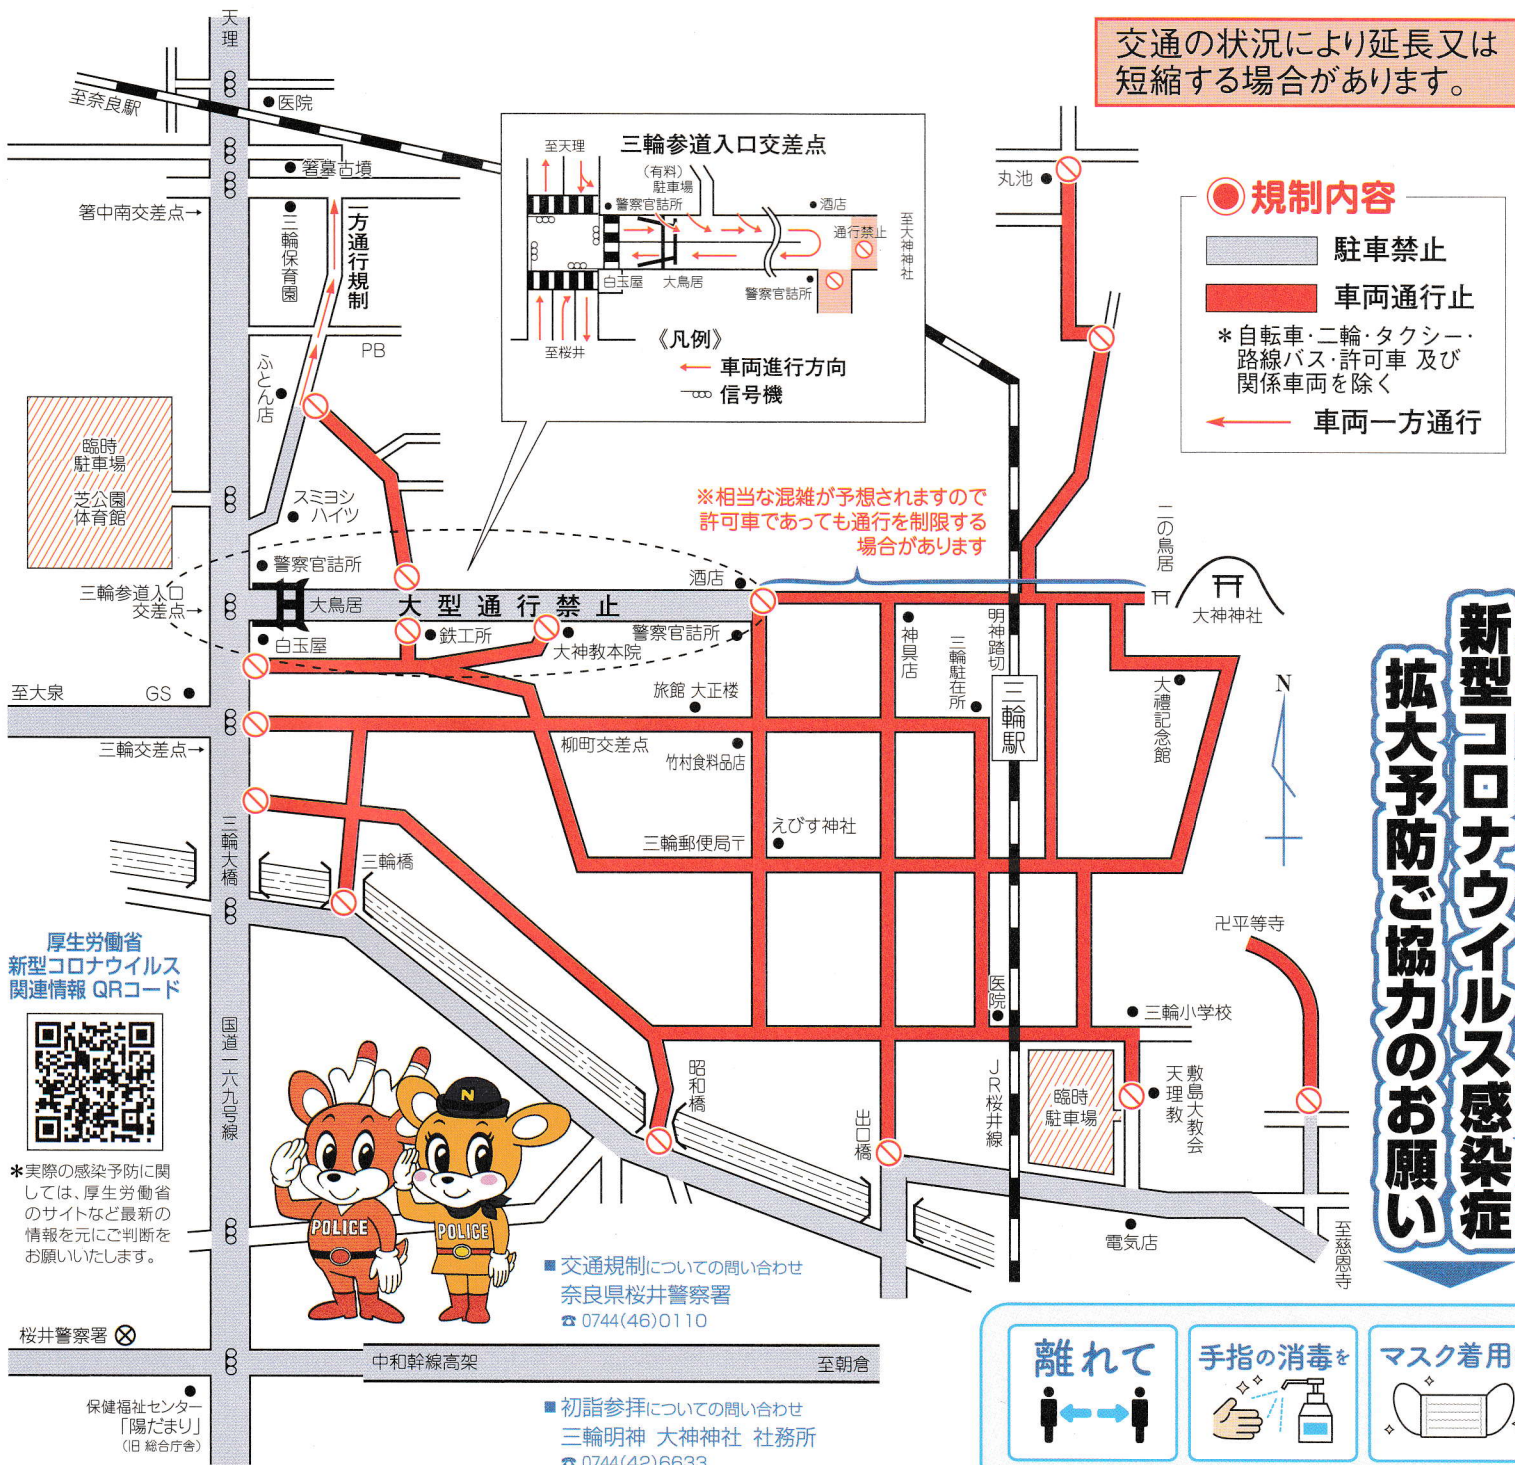 交通の状況により延長又は
短縮する場合があります。
規制内容
駐車禁止
車両通行止
＊自転車・二輪・タクシー・
路線バス・許可車 及び
関係車両を除く
車両一方通行
天理
至奈良駅
医院
箸墓古墳
箸中南交差点→
三輪保育園
一方通行規制
PB
ふとん店
臨時
駐車場
芝公園
体育館
スミヨシ
ハイツ
三輪参道入口交差点
至天理
(有料)
駐車場
警察官詰所
酒店
通行禁止
至大神神社
白玉屋
大鳥居
警察官詰所
至桜井
《凡例》
車両進行方向
信号機
丸池
※相当な混雑が予想されますので
許可車であっても通行を制限する
場合があります
二の鳥居
大神神社
警察官詰所
三輪参道入口
交差点→
大鳥居
大型通行禁止
酒店
白玉屋
鉄工所
大神教本院
警察官詰所
神具店
三輪駐在所
明神踏切
三輪駅
大禮記念館
N
至大泉
GS
旅館 大正楼
三輪交差点→
柳町交差点
竹村食料品店
三輪大橋
三輪橋
三輪郵便局〒
えびす神社
卍平等寺
医院
三輪小学校
昭和橋
出口橋
JR桜井線
臨時
駐車場
敷島大教会
天理教
電気店
至慈恩寺
厚生労働省
新型コロナウイルス
関連情報 QRコード
＊実際の感染予防に関
しては、厚生労働省
のサイトなど最新の
情報を元にご判断を
お願いいたします。
国道一六九号線
N
POLICE
POLICE
■交通規制についての問い合わせ
奈良県桜井警察署
☎ 0744(46)0110
桜井警察署
中和幹線高架
至朝倉
保健福祉センター
「陽だまり」
(旧 総合庁舎)
■初詣参拝についての問い合わせ
三輪明神 大神神社 社務所
☎ 0744(42)6633
新型コロナウイルス感染症
拡大予防ご協力のお願い
離れて
手指の消毒を
マスク着用